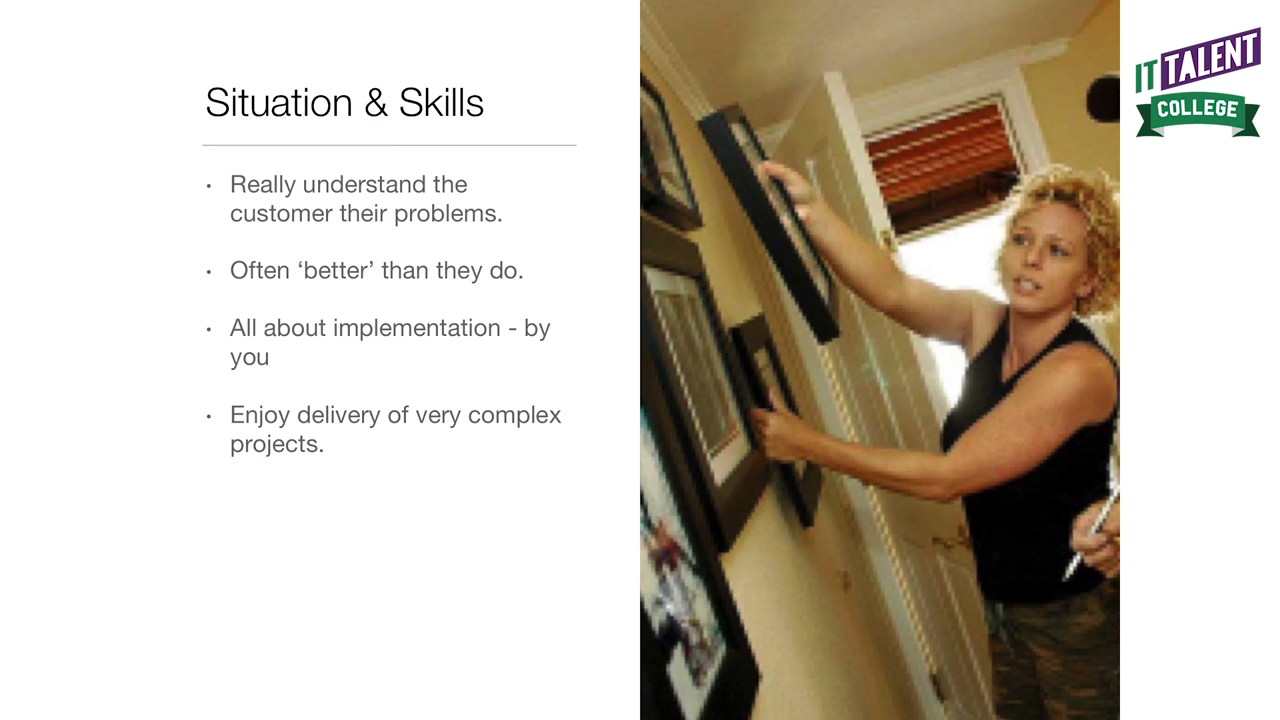 Situation & Skills
• Really understand the
customer their problems.
• Often ‘better’ than they do.
• All about implementation - by
you
• Enjoy delivery of very complex
projects.
IT TALENT
COLLEGE